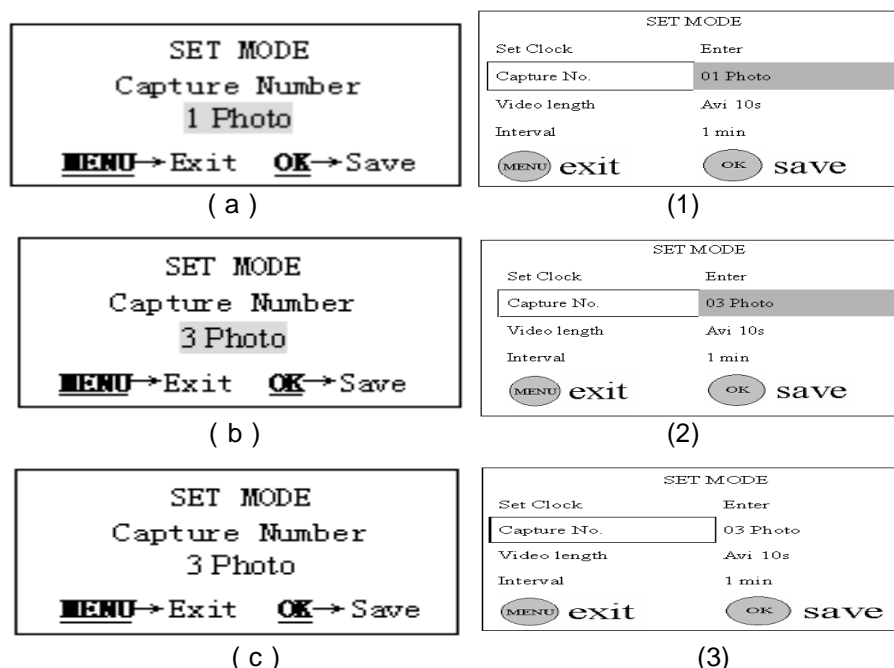 SET MODE
Capture Number
1 Photo
MENU→Exit OK→Save
( a )
SET MODE
Set Clock Enter
Capture No. 01 Photo
Video length Avi 10s
Interval 1 min
MENU exit OK save
(1)
SET MODE
Capture Number
3 Photo
MENU→Exit OK→Save
( b )
SET MODE
Set Clock Enter
Capture No. 03 Photo
Video length Avi 10s
Interval 1 min
MENU exit OK save
(2)
SET MODE
Capture Number
3 Photo
MENU→Exit OK→Save
( c )
SET MODE
Set Clock Enter
Capture No. 03 Photo
Video length Avi 10s
Interval 1 min
MENU exit OK save
(3)